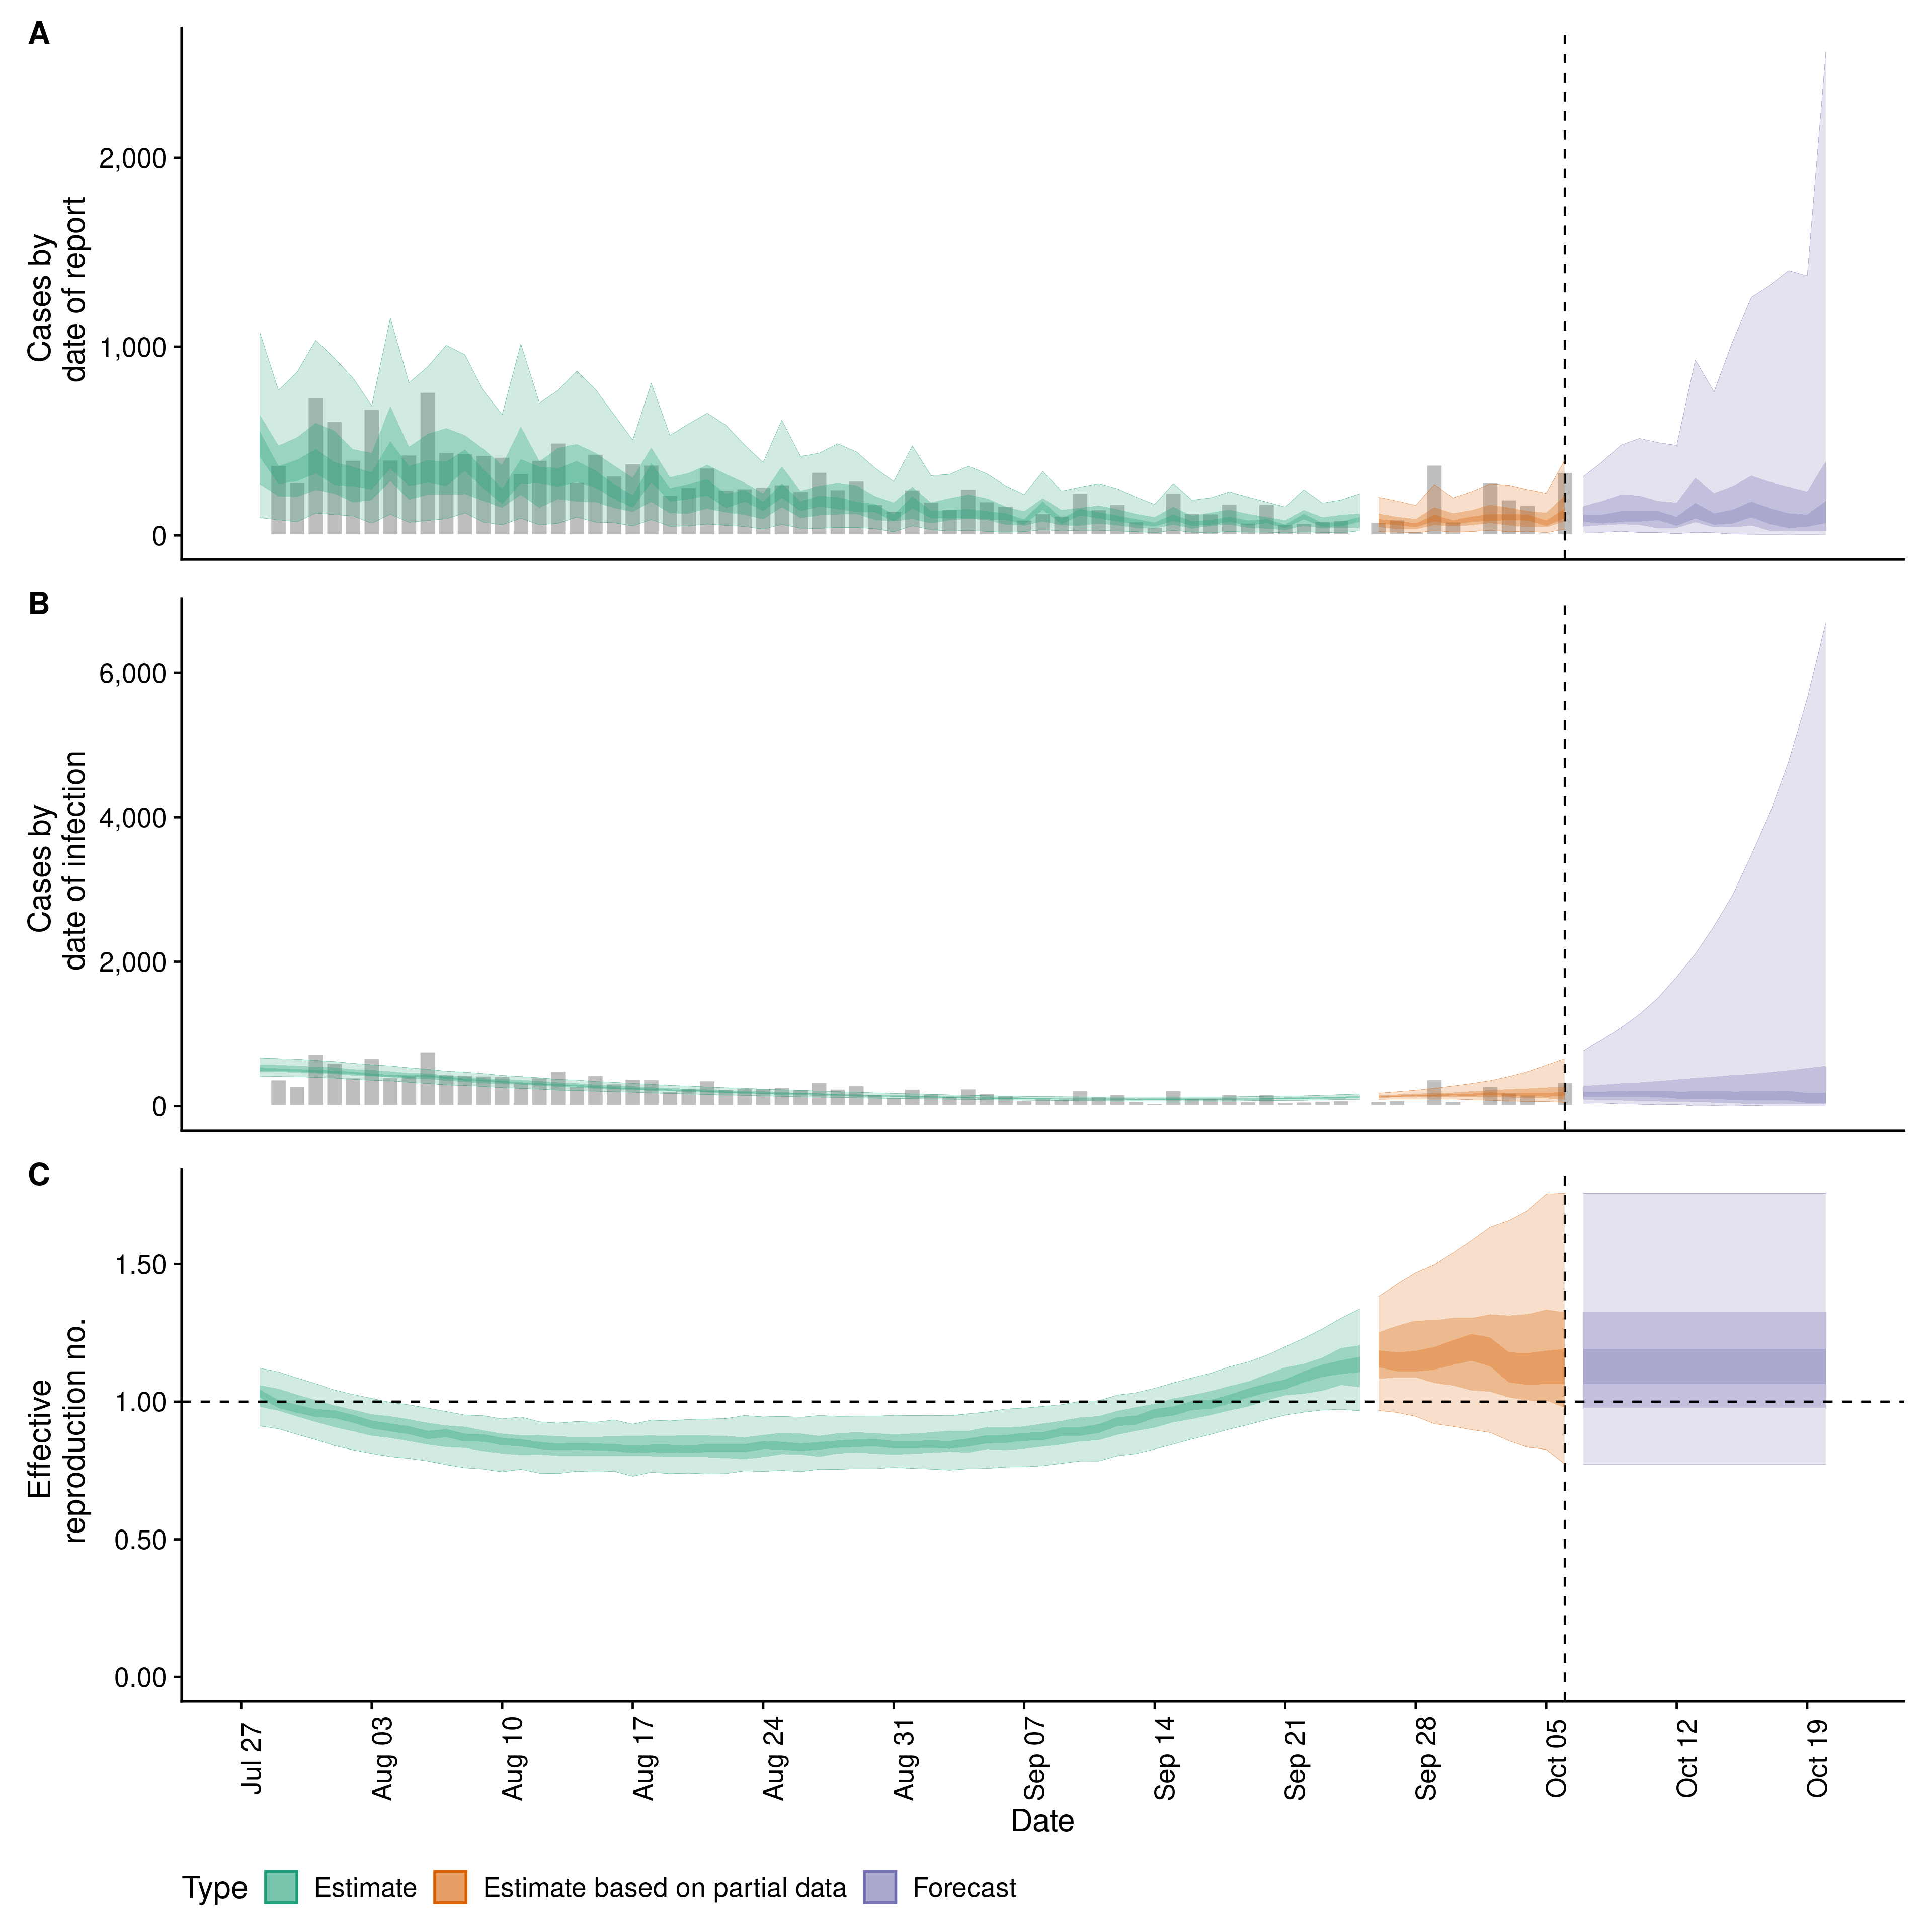 A
Cases by
date of report
2,000
1,000
0
B
Cases by
date of infection
6,000
4,000
2,000
0
C
Effective
reproduction no.
1.50
1.00
0.50
0.00
Jul 27
Aug 03
Aug 10
Aug 17
Aug 24
Aug 31
Sep 07
Sep 14
Sep 21
Sep 28
Oct 05
Oct 12
Oct 19
Date
Type Estimate Estimate based on partial data Forecast